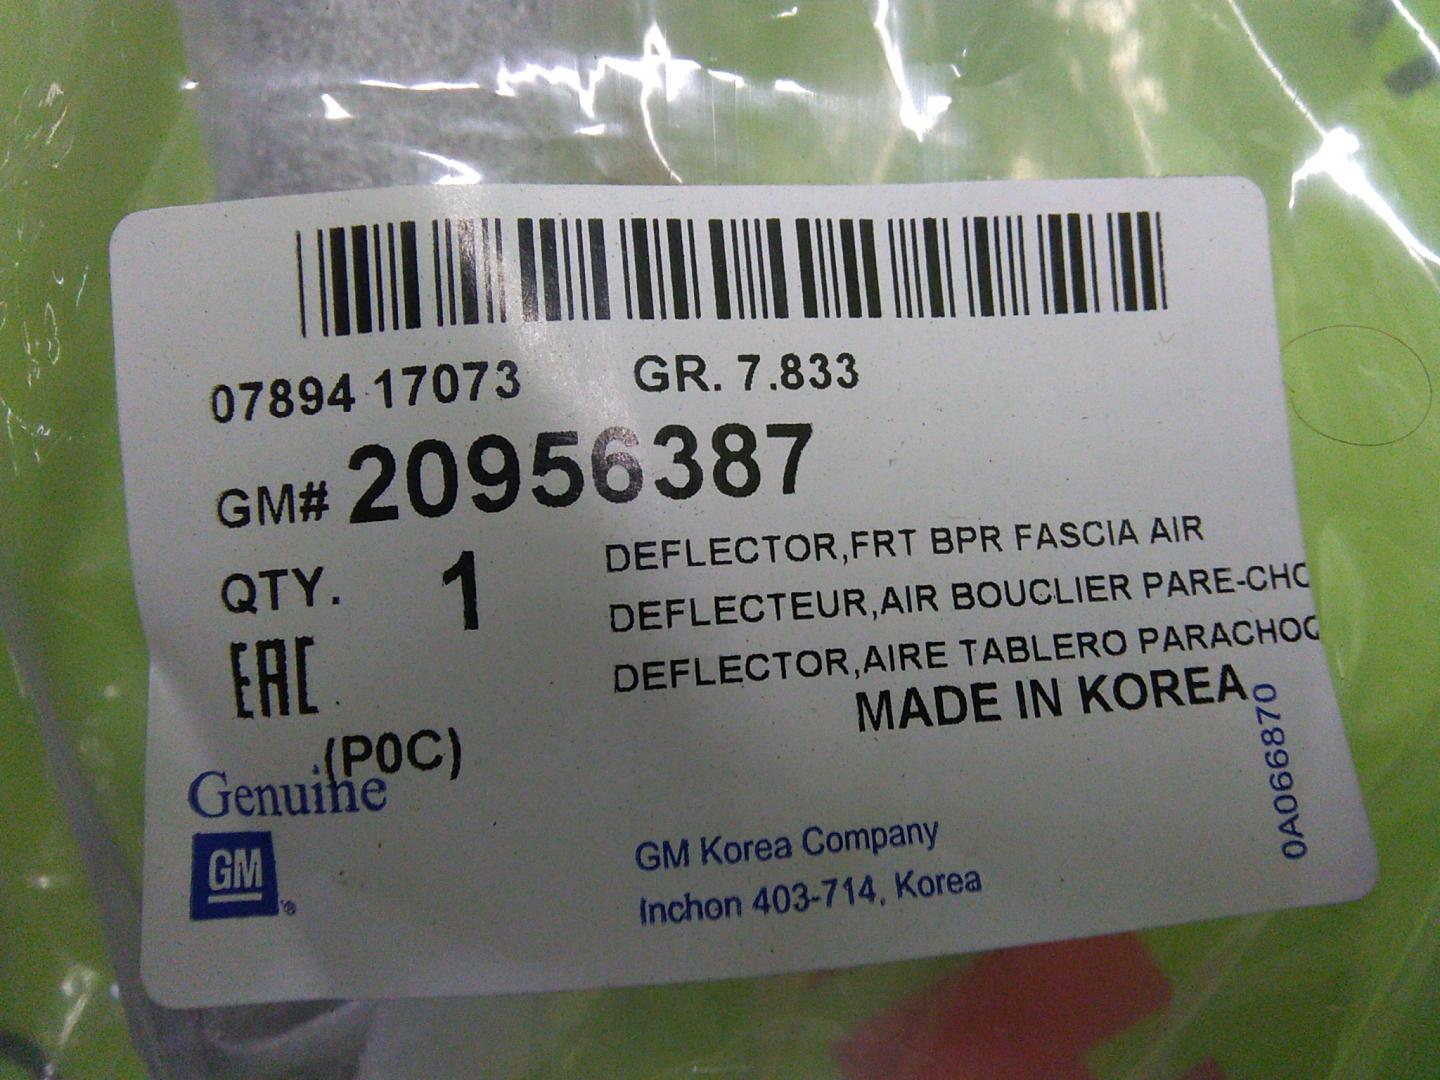 07894 17073 GR. 7.833
GM# 20956387
QTY. 1
DEFLECTOR,FRT BPR FASCIA AIR
DEFLECTEUR,AIR BOUCLIER PARE-CHO
DEFLECTOR,AIRE TABLERO PARACHOQ
EAC
MADE IN KOREA
(P0C)
Genuine
GM
®
GM Korea Company
Inchon 403-714, Korea
0A066870